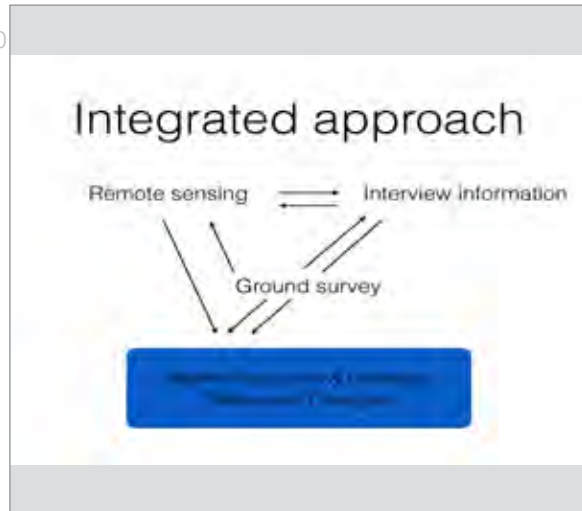 Integrated approach
Remote sensing
Interview information
Ground survey